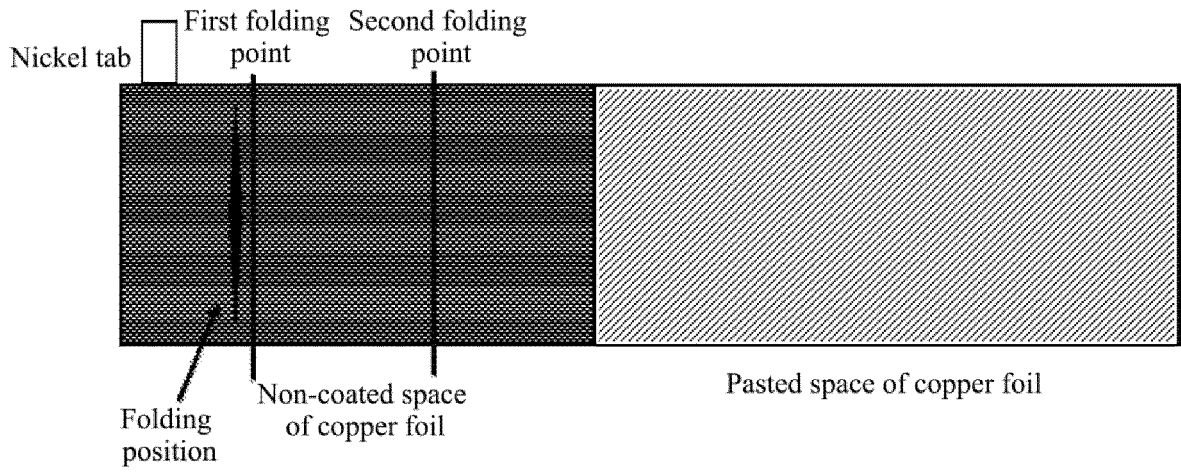 Nickel tab
First folding
point
Second folding
point
Folding
position
Non-coated space
of copper foil
Pasted space of copper foil